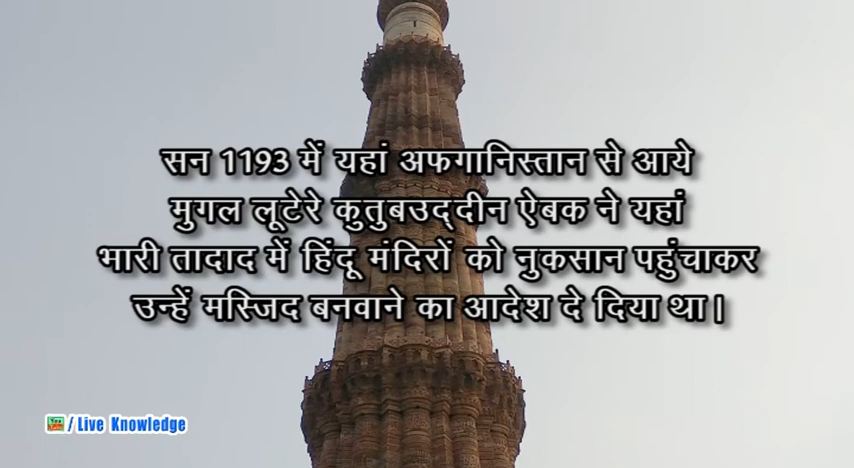 सन 1193 में यहां अफगानिस्तान से आये
मुगल लूटेरे कुतुबउद्दीन ऐबक ने यहां
भारी तादाद में हिंदू मंदिरों को नुकसान पहुंचाकर
उन्हें मस्जिद बनवाने का आदेश दे दिया था।
/ Live Knowledge